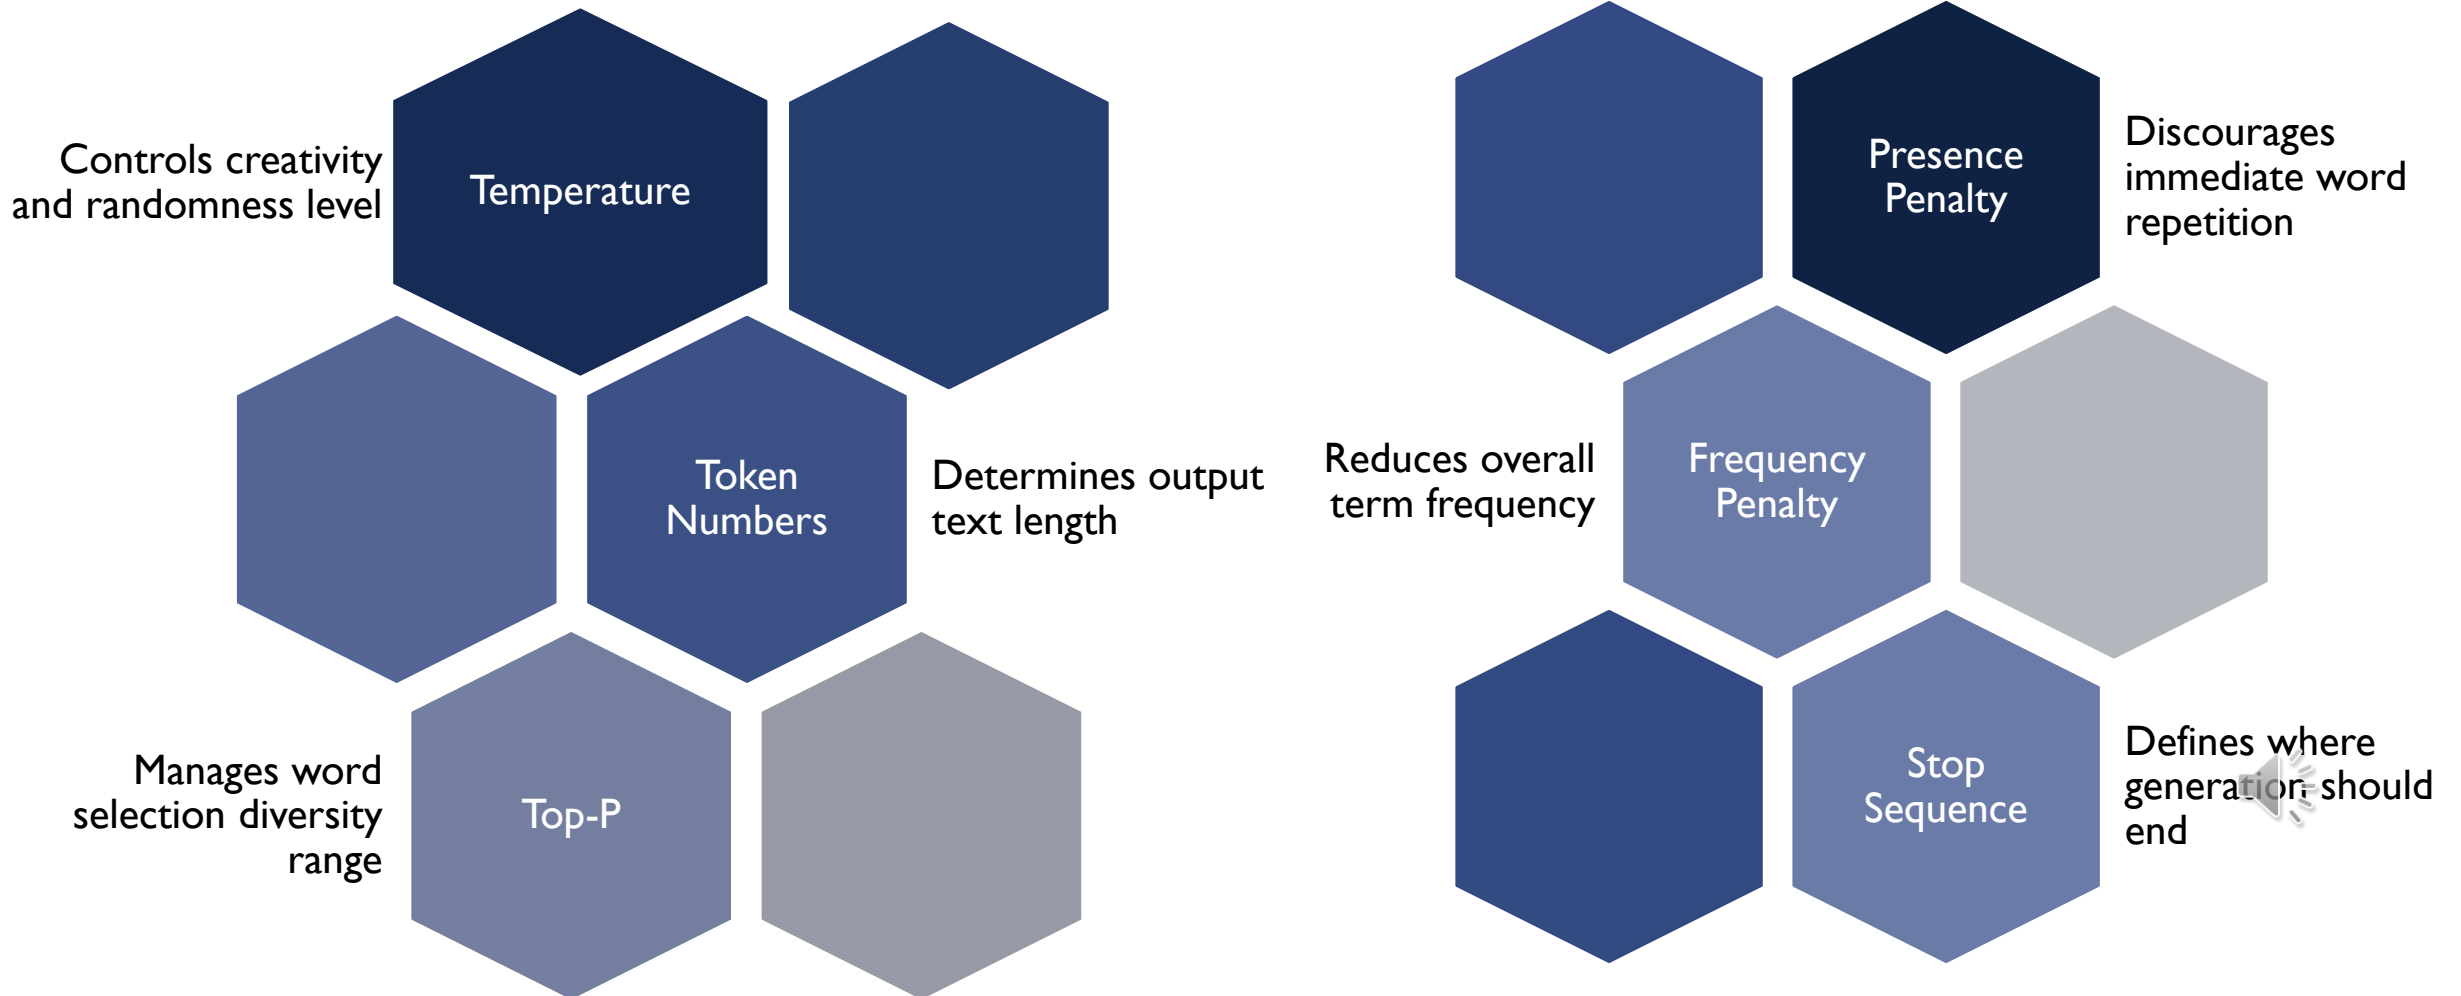 Controls creativity
and randomness level
Temperature
Token
Numbers
Determines output
text length
Manages word
selection diversity
range
Top-P
Presence
Penalty
Discourages
immediate word
repetition
Reduces overall
term frequency
Frequency
Penalty
Stop
Sequence
Defines where
generation should
end